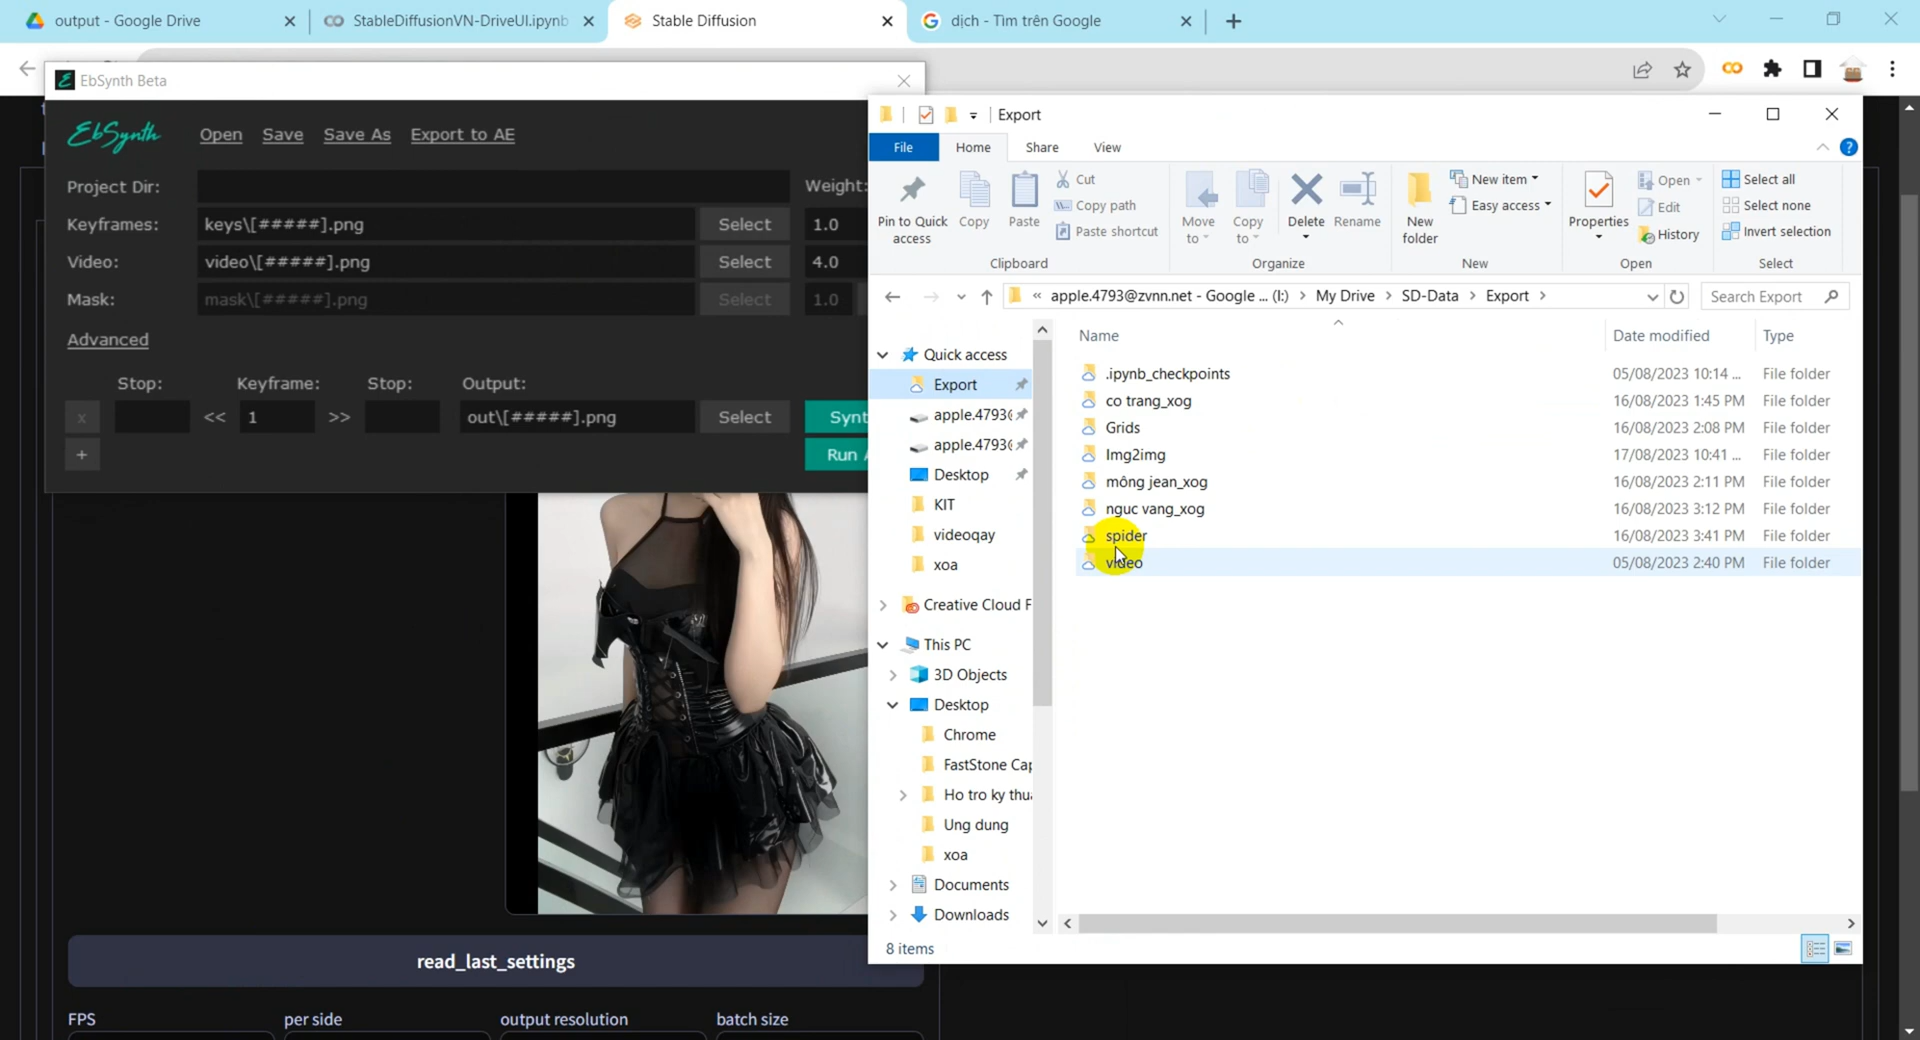 output - Google Drive
StableDiffusionVN-DriveUI.ipynb
Stable Diffusion
dịch - Tìm trên Google
EbSynth Beta
EbSynth
Open
Save
Save As
Export to AE
Project Dir:
Weight:
Keyframes:
keys\[#####].png
Select
1.0
Video:
video\[#####].png
Select
4.0
Mask:
mask\[#####].png
Select
1.0
Advanced
Stop:
Keyframe:
Stop:
Output:
x
<<
1
>>
out\[#####].png
Select
Synt
+
Run A
read_last_settings
FPS
per side
output resolution
batch size
Export
File
Home
Share
View
Pin to Quick access
Copy
Paste
Cut
Copy path
Paste shortcut
Clipboard
Move to
Copy to
Delete
Rename
Organize
New folder
New item
Easy access
New
Properties
Open
Edit
History
Open
Select all
Select none
Invert selection
Select
« apple.4793@zvnn.net - Google ... (I:) > My Drive > SD-Data > Export >
Search Export
Quick access
Export
apple.4793(
apple.4793(
Desktop
KIT
videoqay
xoa
Creative Cloud F
This PC
3D Objects
Desktop
Chrome
FastStone Cap
Ho tro ky thu
Ung dung
xoa
Documents
Downloads
Name
Date modified
Type
.ipynb_checkpoints
05/08/2023 10:14 ...
File folder
co trang_xog
16/08/2023 1:45 PM
File folder
Grids
16/08/2023 2:08 PM
File folder
Img2img
17/08/2023 10:41 ...
File folder
mông jean_xog
16/08/2023 2:11 PM
File folder
nguc vang_xog
16/08/2023 3:12 PM
File folder
spider
16/08/2023 3:41 PM
File folder
video
05/08/2023 2:40 PM
File folder
8 items